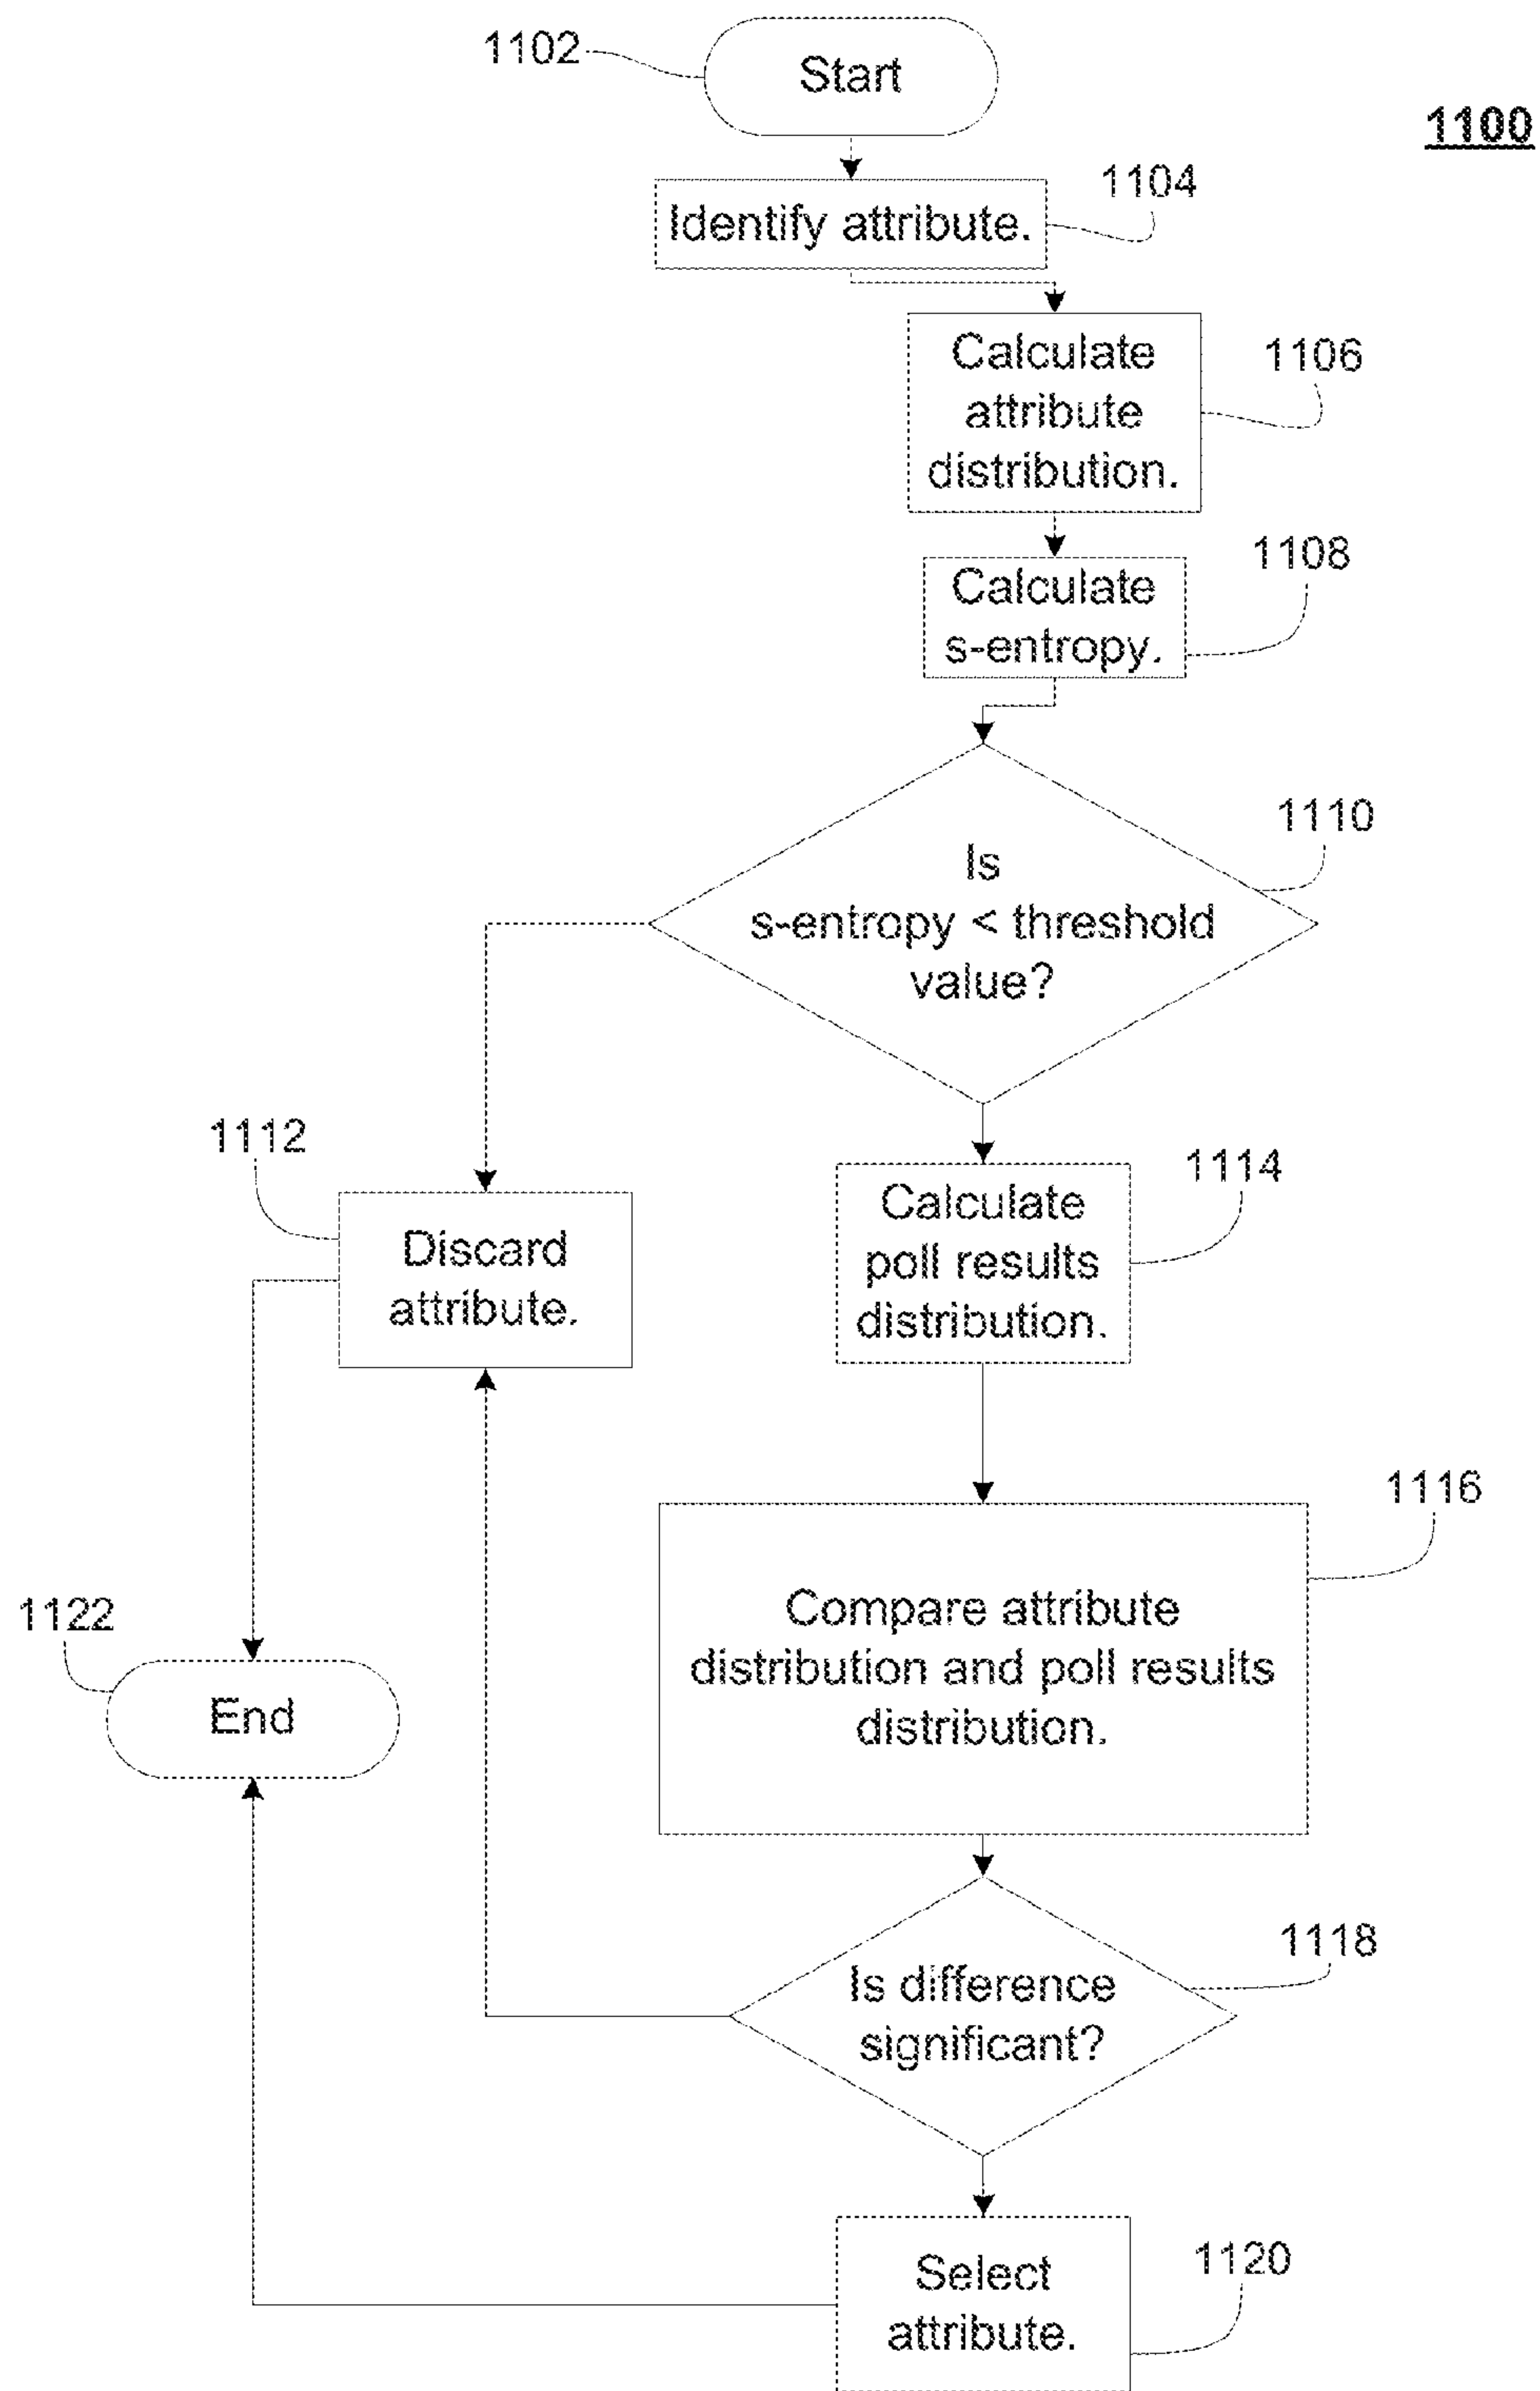 1102
Start
1100
1104
Identify attribute.
Calculate
attribute
distribution.
1106
1108
Calculate
s-entropy.
1110
Is
s-entropy < threshold
value?
1112
Discard
attribute.
1114
Calculate
poll results
distribution.
1116
Compare attribute
distribution and poll results
distribution.
1122
End
1118
Is difference
significant?
1120
Select
attribute.